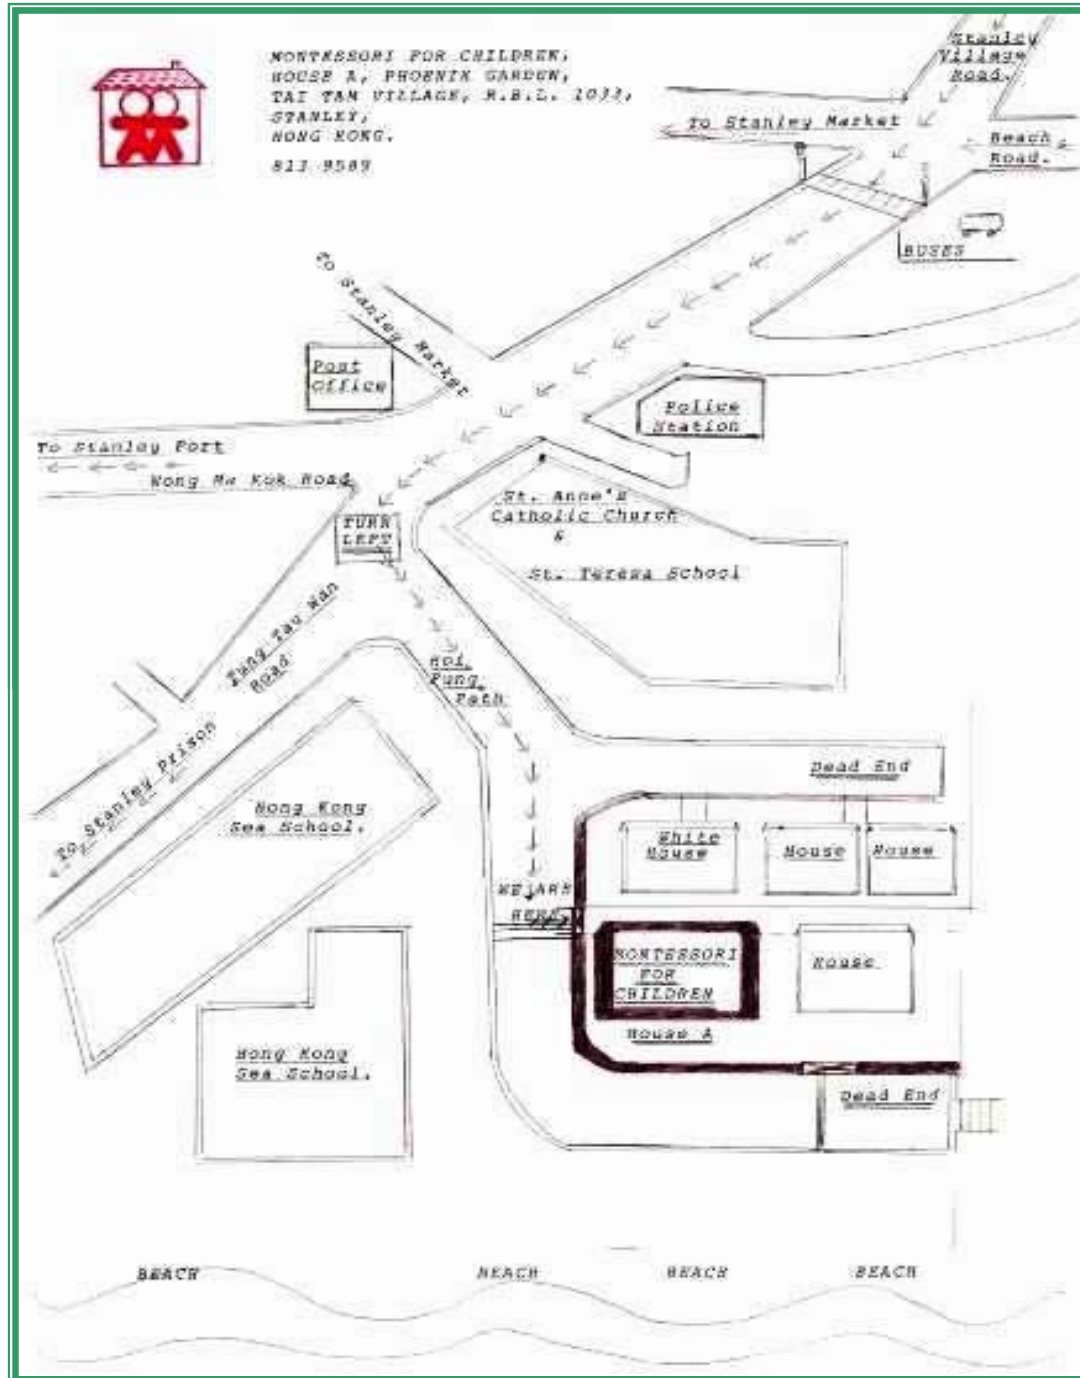 MONTESSORI FOR CHILDREN,
HOUSE A, PHOENIX GARDEN,
TAI TAM VILLAGE, R.B.L. 1032,
STANLEY,
HONG KONG.
813 9589
Stanley
Village
Road.
To Stanley Market
Beach
Road.
BUSES
To Stanley Market
Post
Office
Police
Station
To Stanley Fort
Wong Ma Kok Road
TURN
LEFT
St. Anne's
Catholic Church
&
St. Teresa School
Tung Tau Wan
Road
Hoi
Fung
Path
To Stanley Prison
Dead End
Hong Kong
Sea School.
White
House
House
House
WE ARE
HERE
MONTESSORI
FOR
CHILDREN
House
House A
Hong Kong
Sea School.
Dead End
BEACH
BEACH
BEACH
BEACH